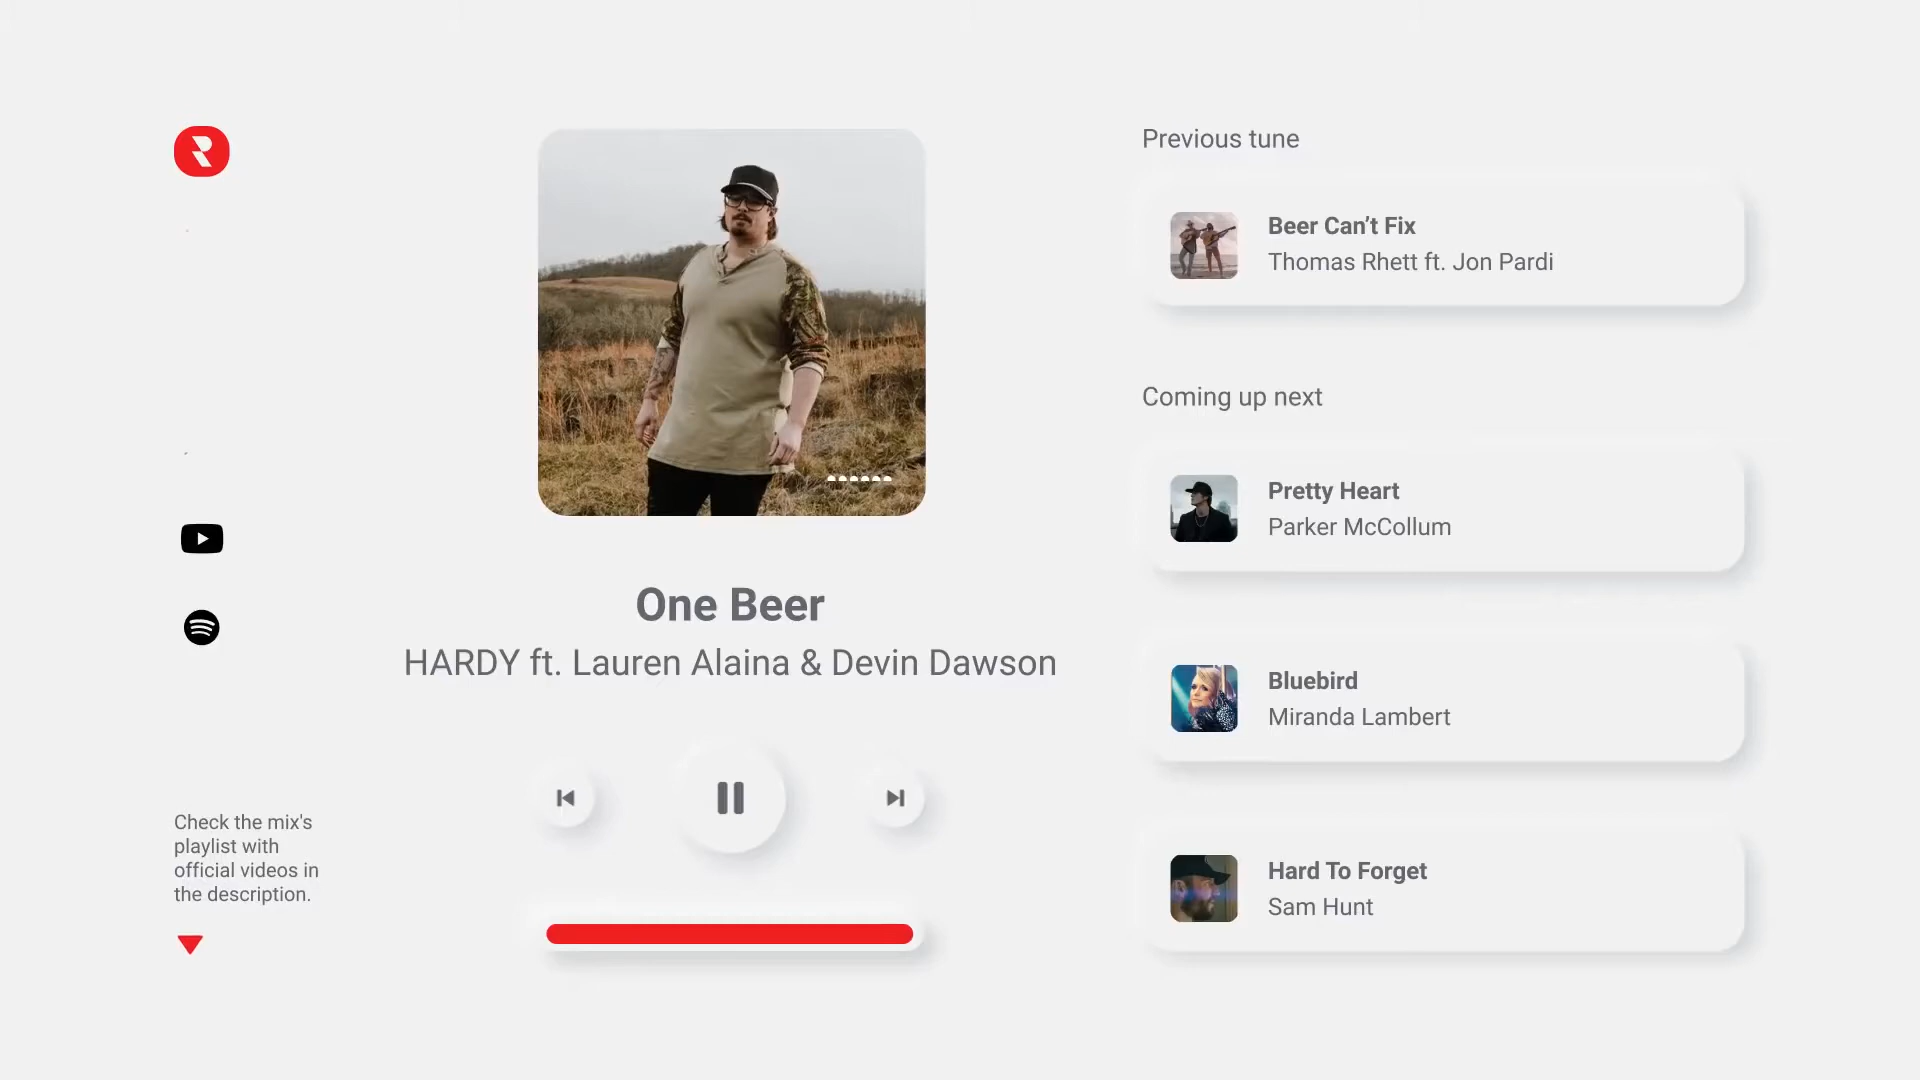 Previous tune
Beer Can’t Fix
Thomas Rhett ft. Jon Pardi
Coming up next
Pretty Heart
Parker McCollum
Bluebird
Miranda Lambert
Hard To Forget
Sam Hunt
One Beer
HARDY ft. Lauren Alaina & Devin Dawson
Check the mix's
playlist with
official videos in
the description.